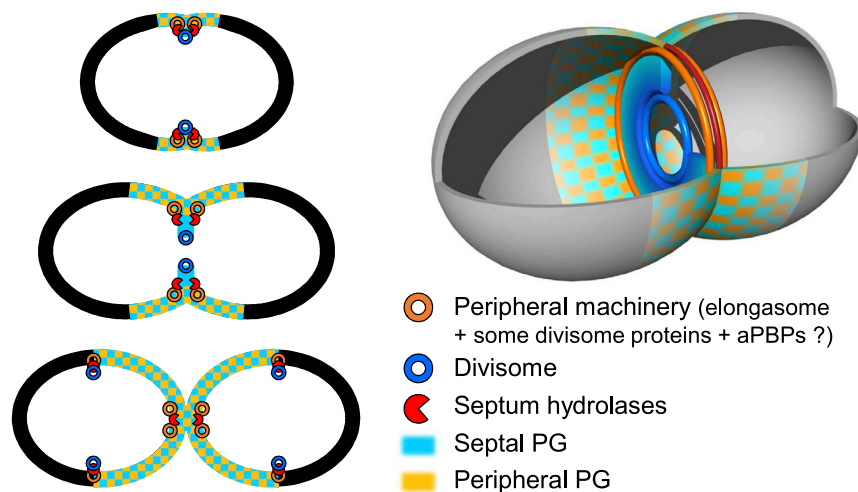 Peripheral machinery (elongasome
+ some divisome proteins + aPBPs ?)
Divisome
Septum hydrolases
Septal PG
Peripheral PG